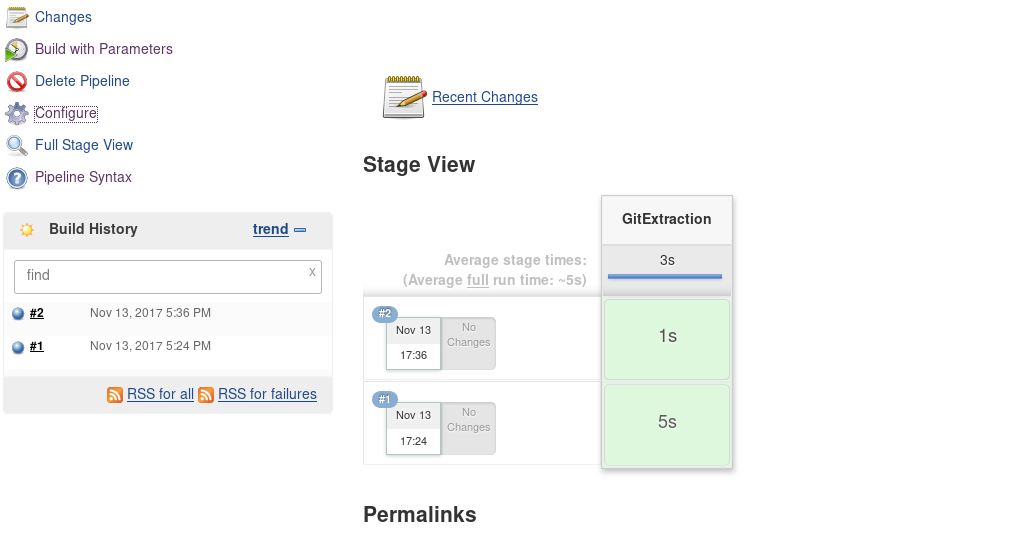 Changes
Build with Parameters
Delete Pipeline
Configure
Full Stage View
Pipeline Syntax
Build History
trend
find
x
#2 Nov 13, 2017 5:36 PM
#1 Nov 13, 2017 5:24 PM
RSS for all RSS for failures
Recent Changes
Stage View
GitExtraction
Average stage times:
(Average full run time: ~5s)
3s
#2
Nov 13
17:36
No
Changes
1s
#1
Nov 13
17:24
No
Changes
5s
Permalinks